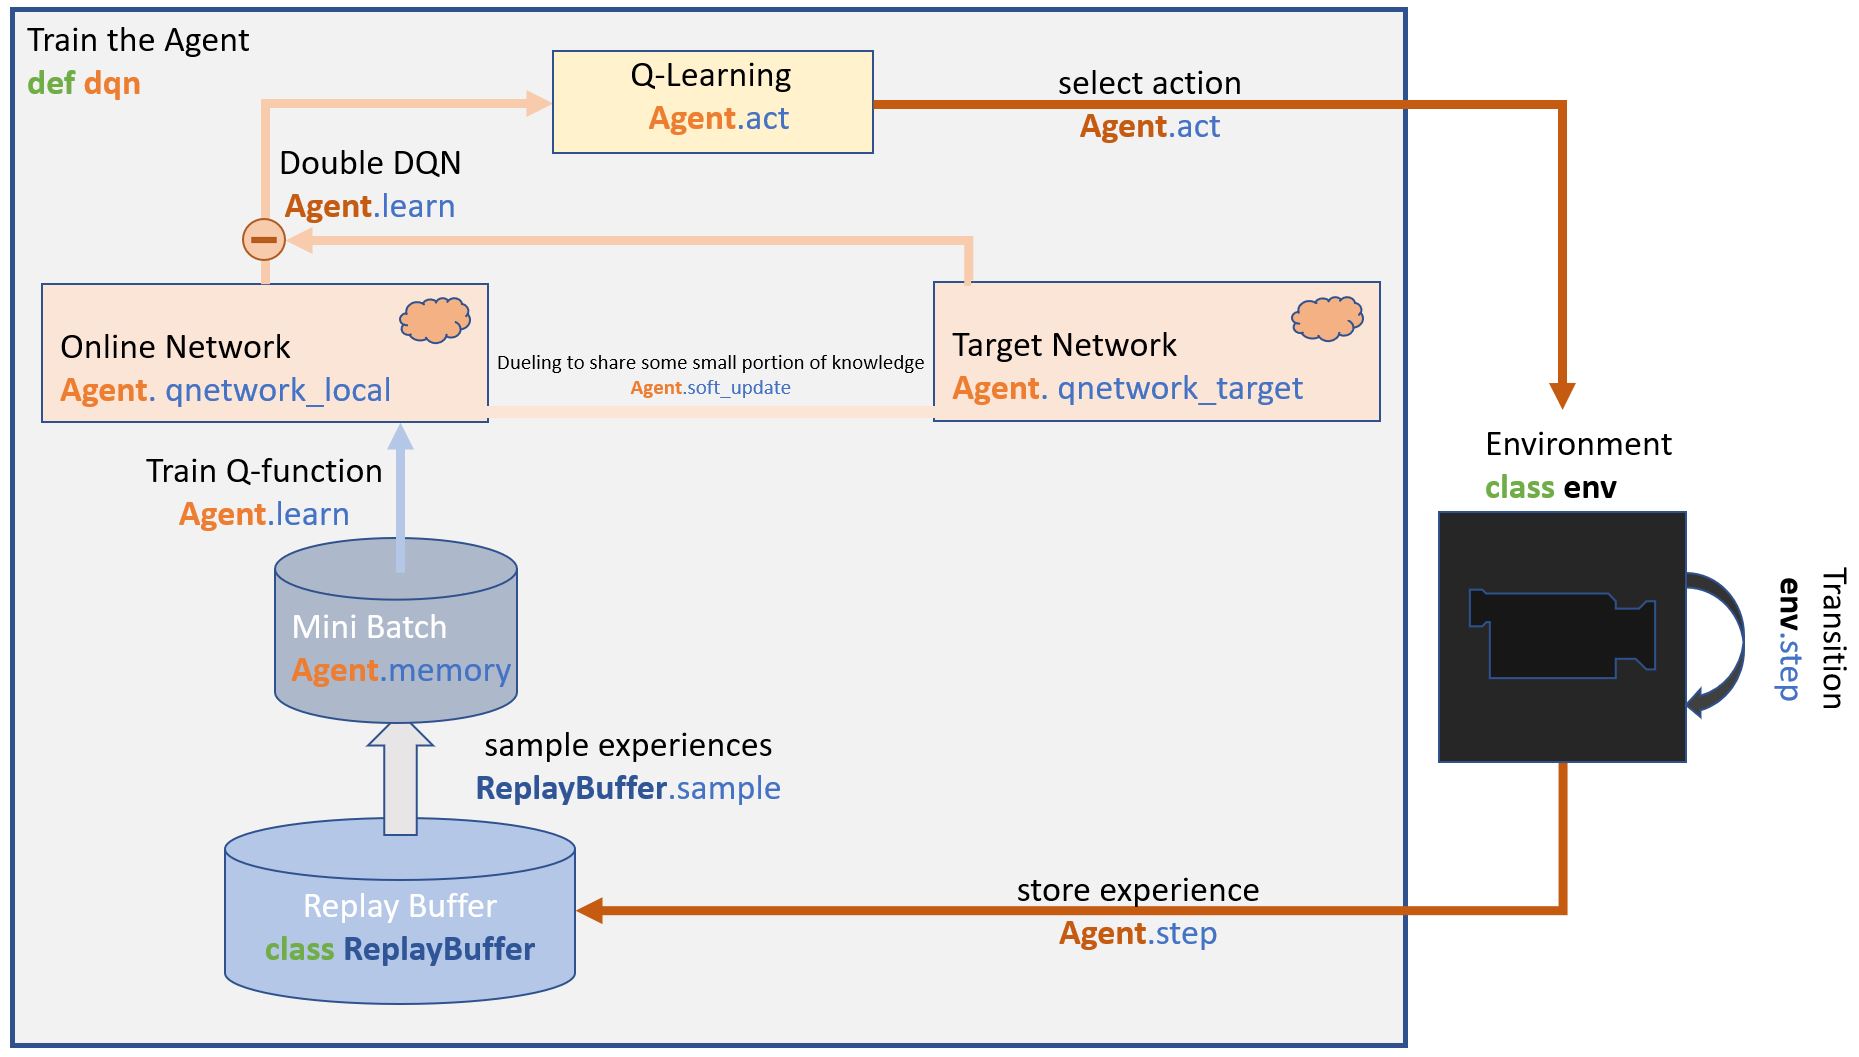 Train the Agent
def dqn
Q-Learning
Agent.act
select action
Agent.act
Double DQN
Agent.learn
Online Network
Agent. qnetwork_local
Dueling to share some small portion of knowledge
Agent.soft_update
Target Network
Agent. qnetwork_target
Environment
class env
Transition
env.step
Train Q-function
Agent.learn
Mini Batch
Agent.memory
sample experiences
ReplayBuffer.sample
Replay Buffer
class ReplayBuffer
store experience
Agent.step